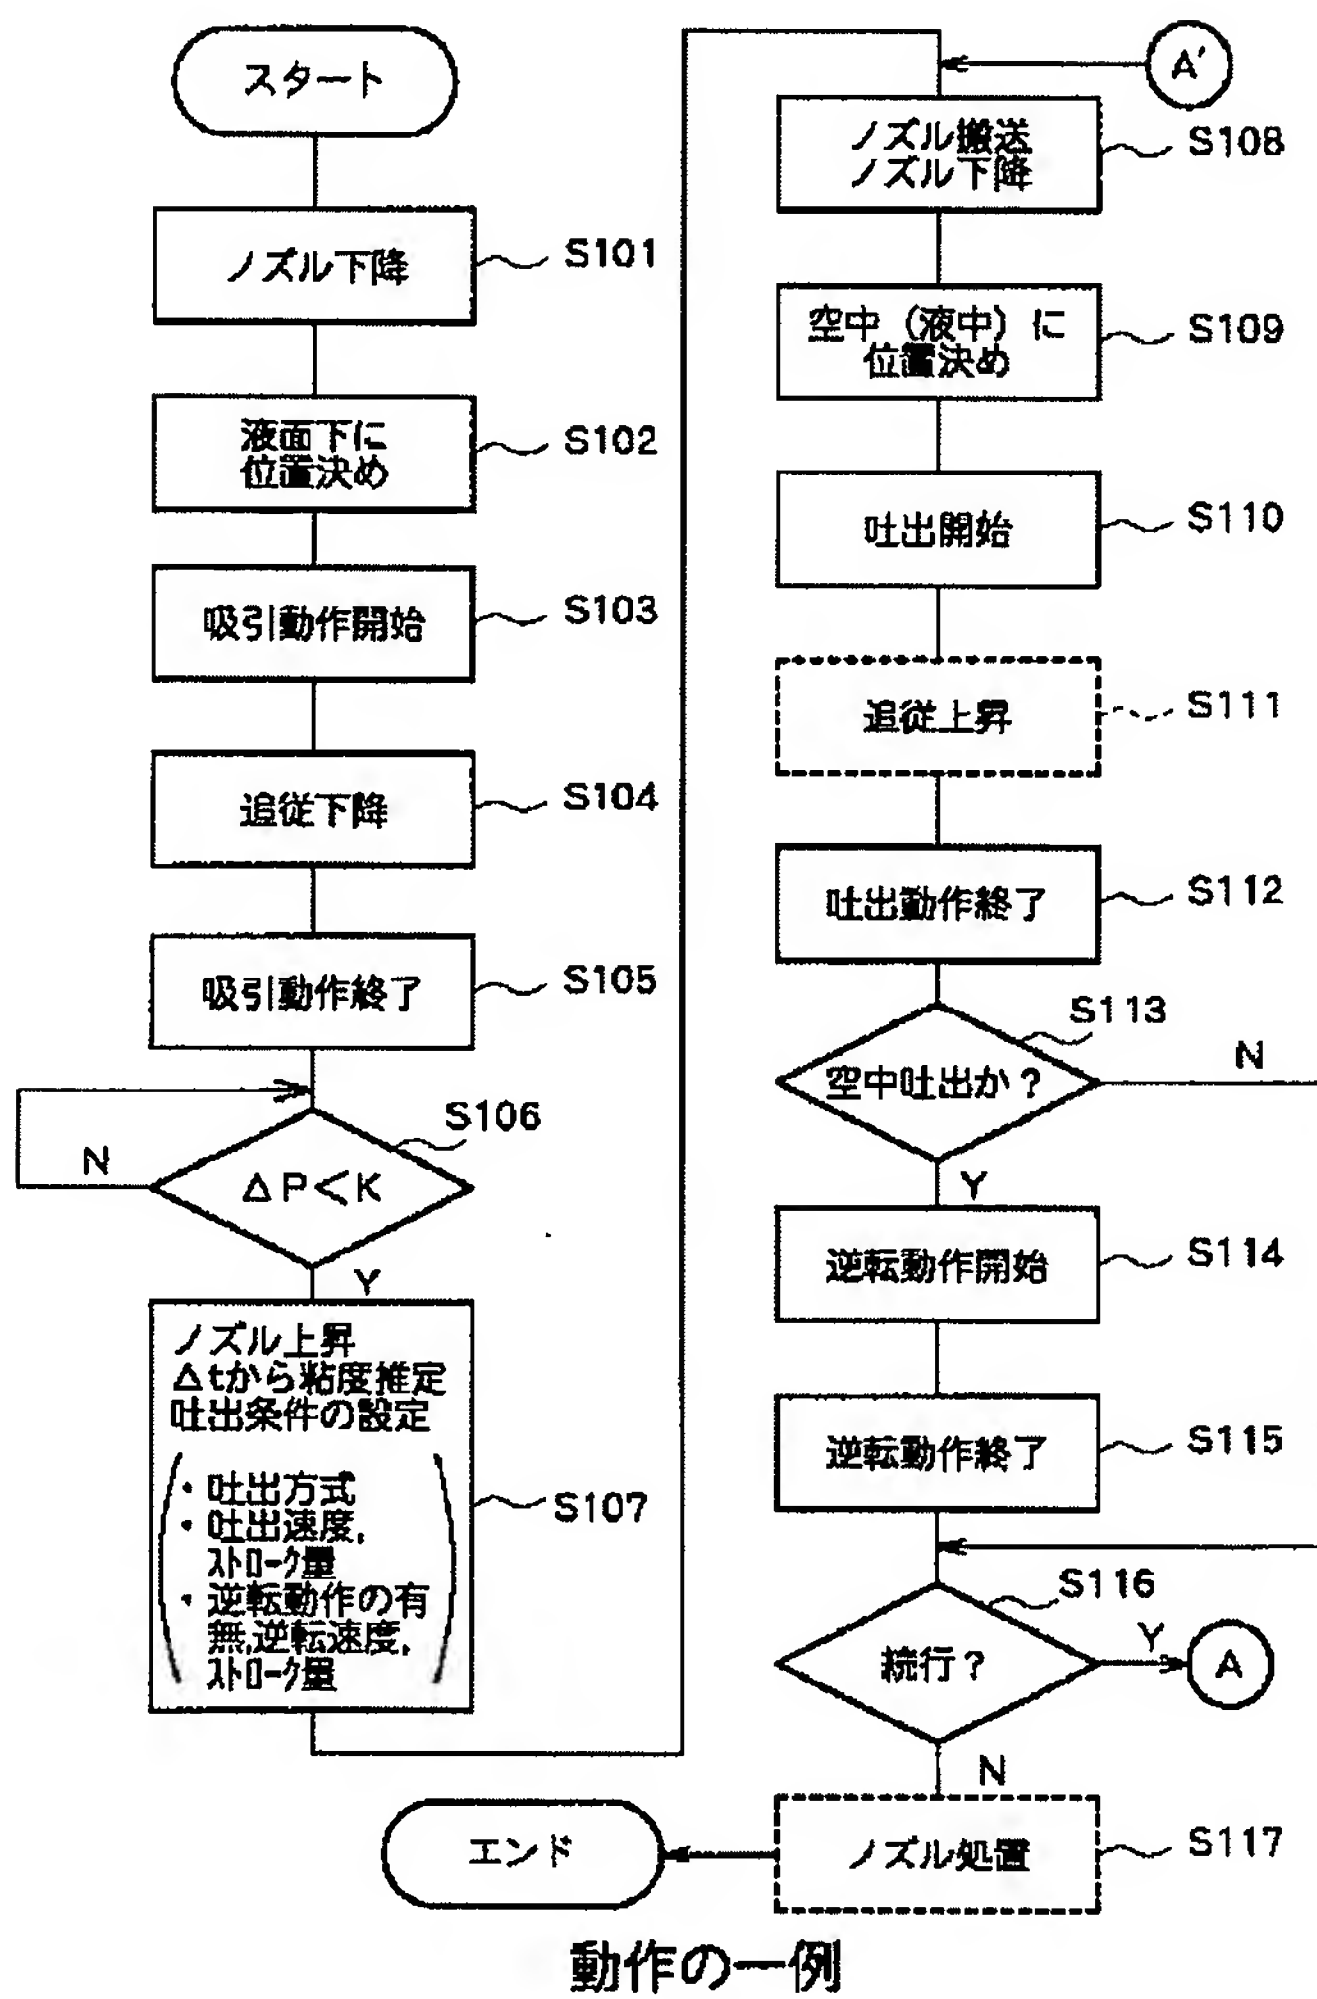 スタート
ノズル下降
S101
液面下に
位置決め
S102
吸引動作開始
S103
追従下降
S104
吸引動作終了
S105
S106
N
ΔP<K
Y
ノズル上昇
Δtから粘度推定
吐出条件の設定
・吐出方式
・吐出速度,
ストローク量
・逆転動作の有
無,逆転速度,
ストローク量
S107
A'
ノズル搬送
ノズル下降
S108
空中(液中)に
位置決め
S109
吐出開始
S110
追従上昇
S111
吐出動作終了
S112
S113
空中吐出か?
N
Y
逆転動作開始
S114
逆転動作終了
S115
S116
続行?
Y
A
N
ノズル処置
S117
エンド
動作の一例